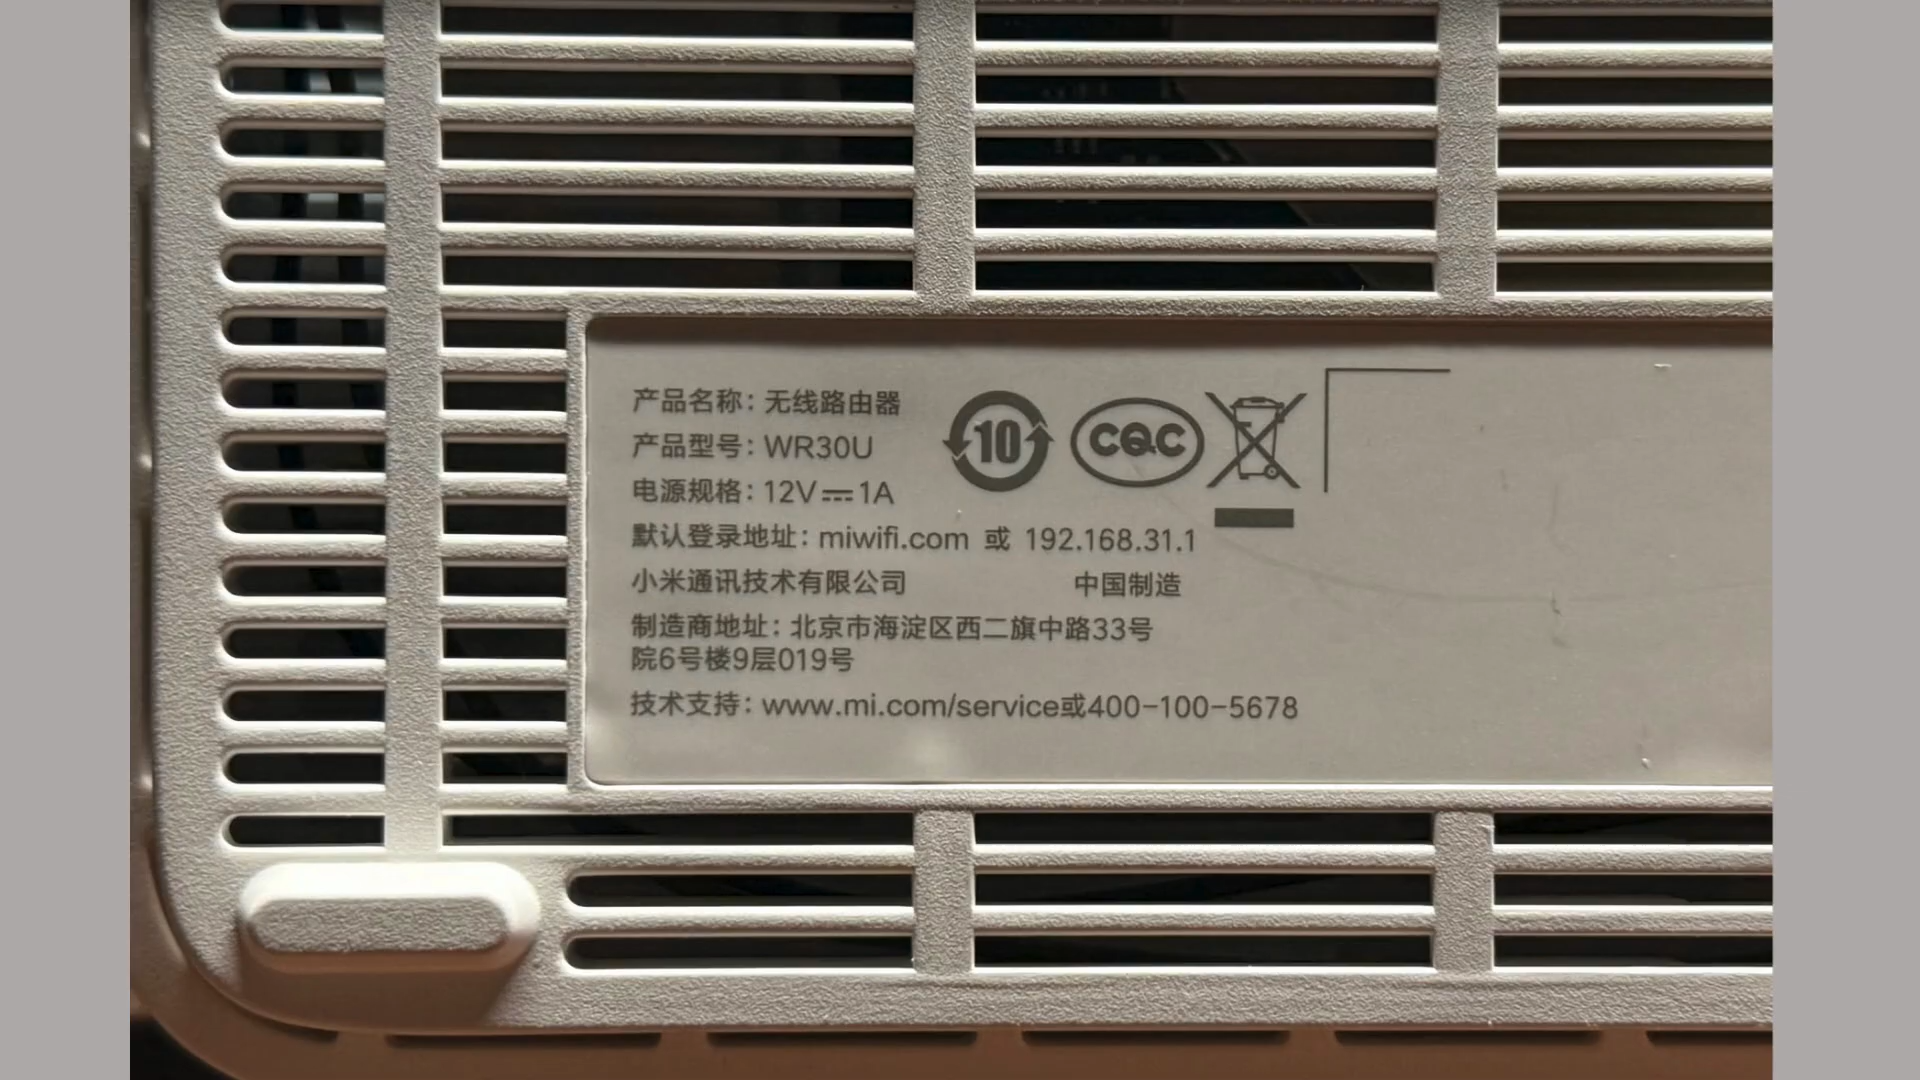 产品名称：无线路由器
产品型号：WR30U
电源规格：12V⎓1A
10
CQC
默认登录地址：miwifi.com 或 192.168.31.1
小米通讯技术有限公司 中国制造
制造商地址：北京市海淀区西二旗中路33号
院6号楼9层019号
技术支持：www.mi.com/service或400-100-5678